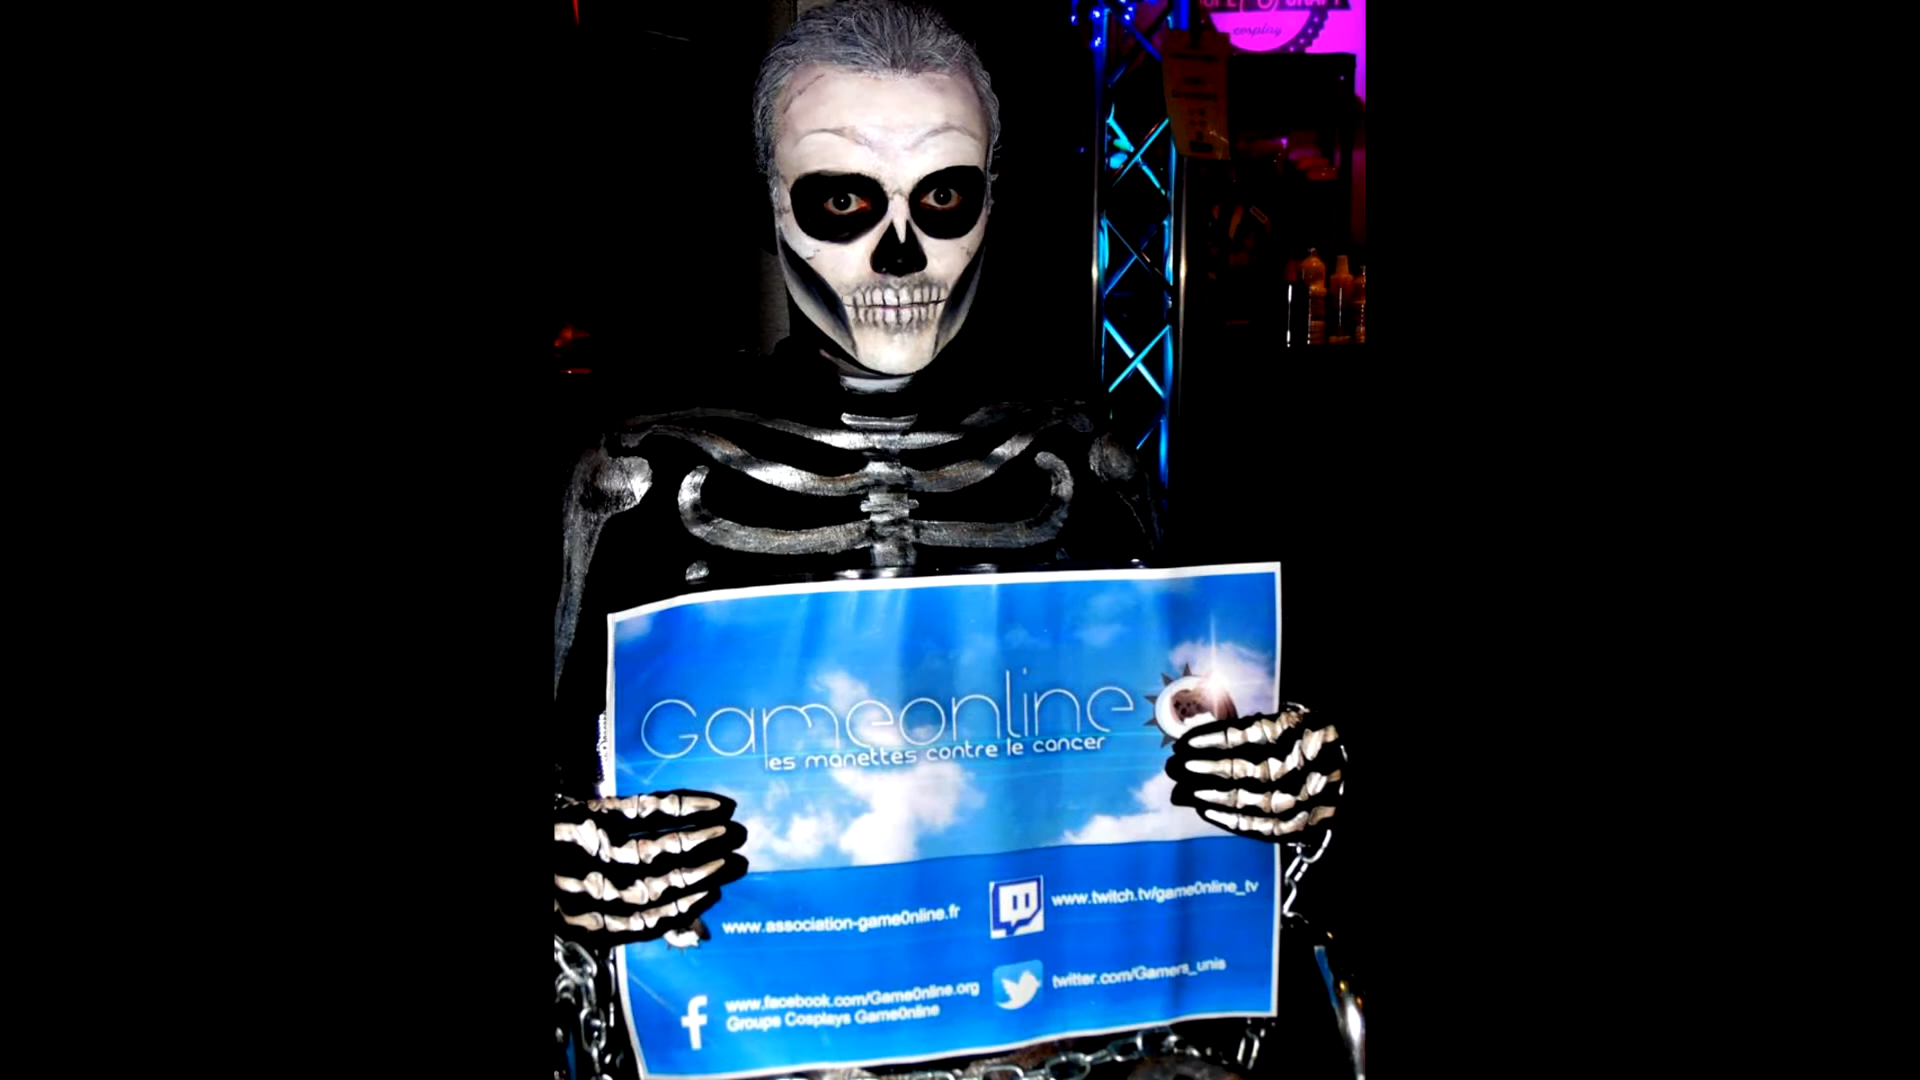 cosplay
Gameonline
les manettes contre le cancer
www.association-game0nline.fr
www.twitch.tv/game0nline_tv
www.facebook.com/Game0nline.org
Groupe Cosplays Game0nline
twitter.com/Gamers_unis